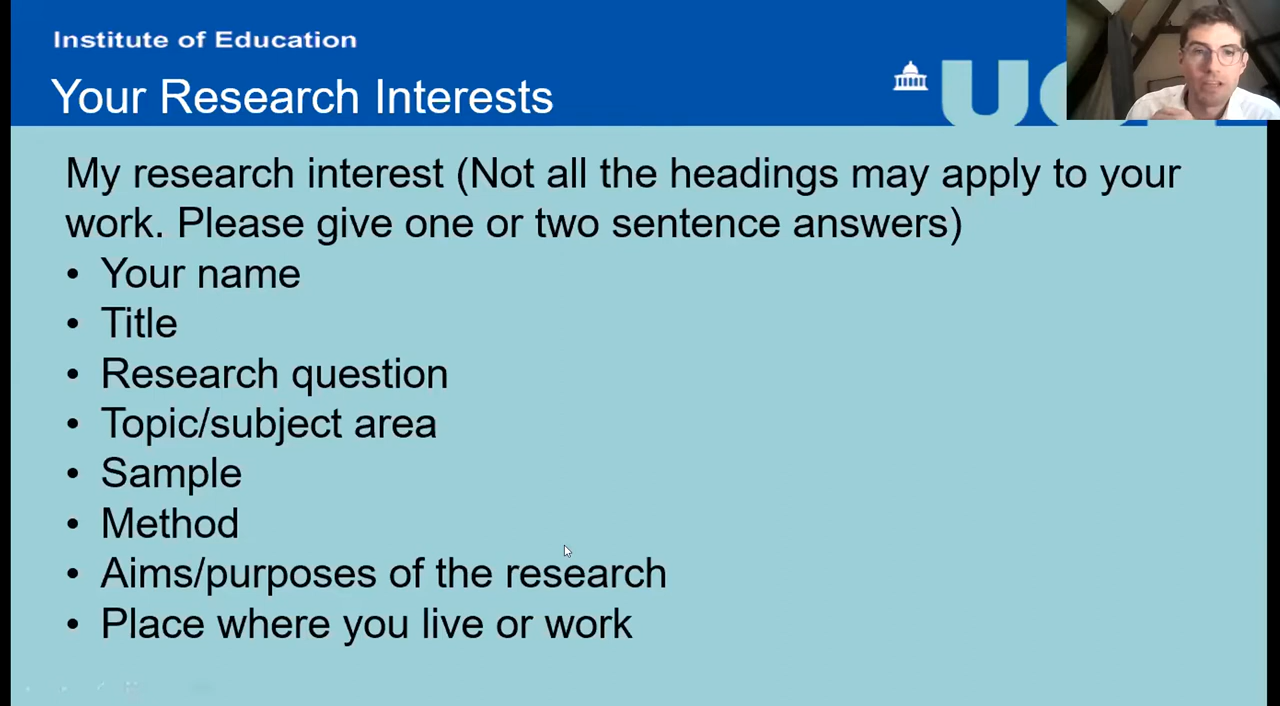 Institute of Education
Your Research Interests
My research interest (Not all the headings may apply to your
work. Please give one or two sentence answers)
• Your name
• Title
• Research question
• Topic/subject area
• Sample
• Method
• Aims/purposes of the research
• Place where you live or work